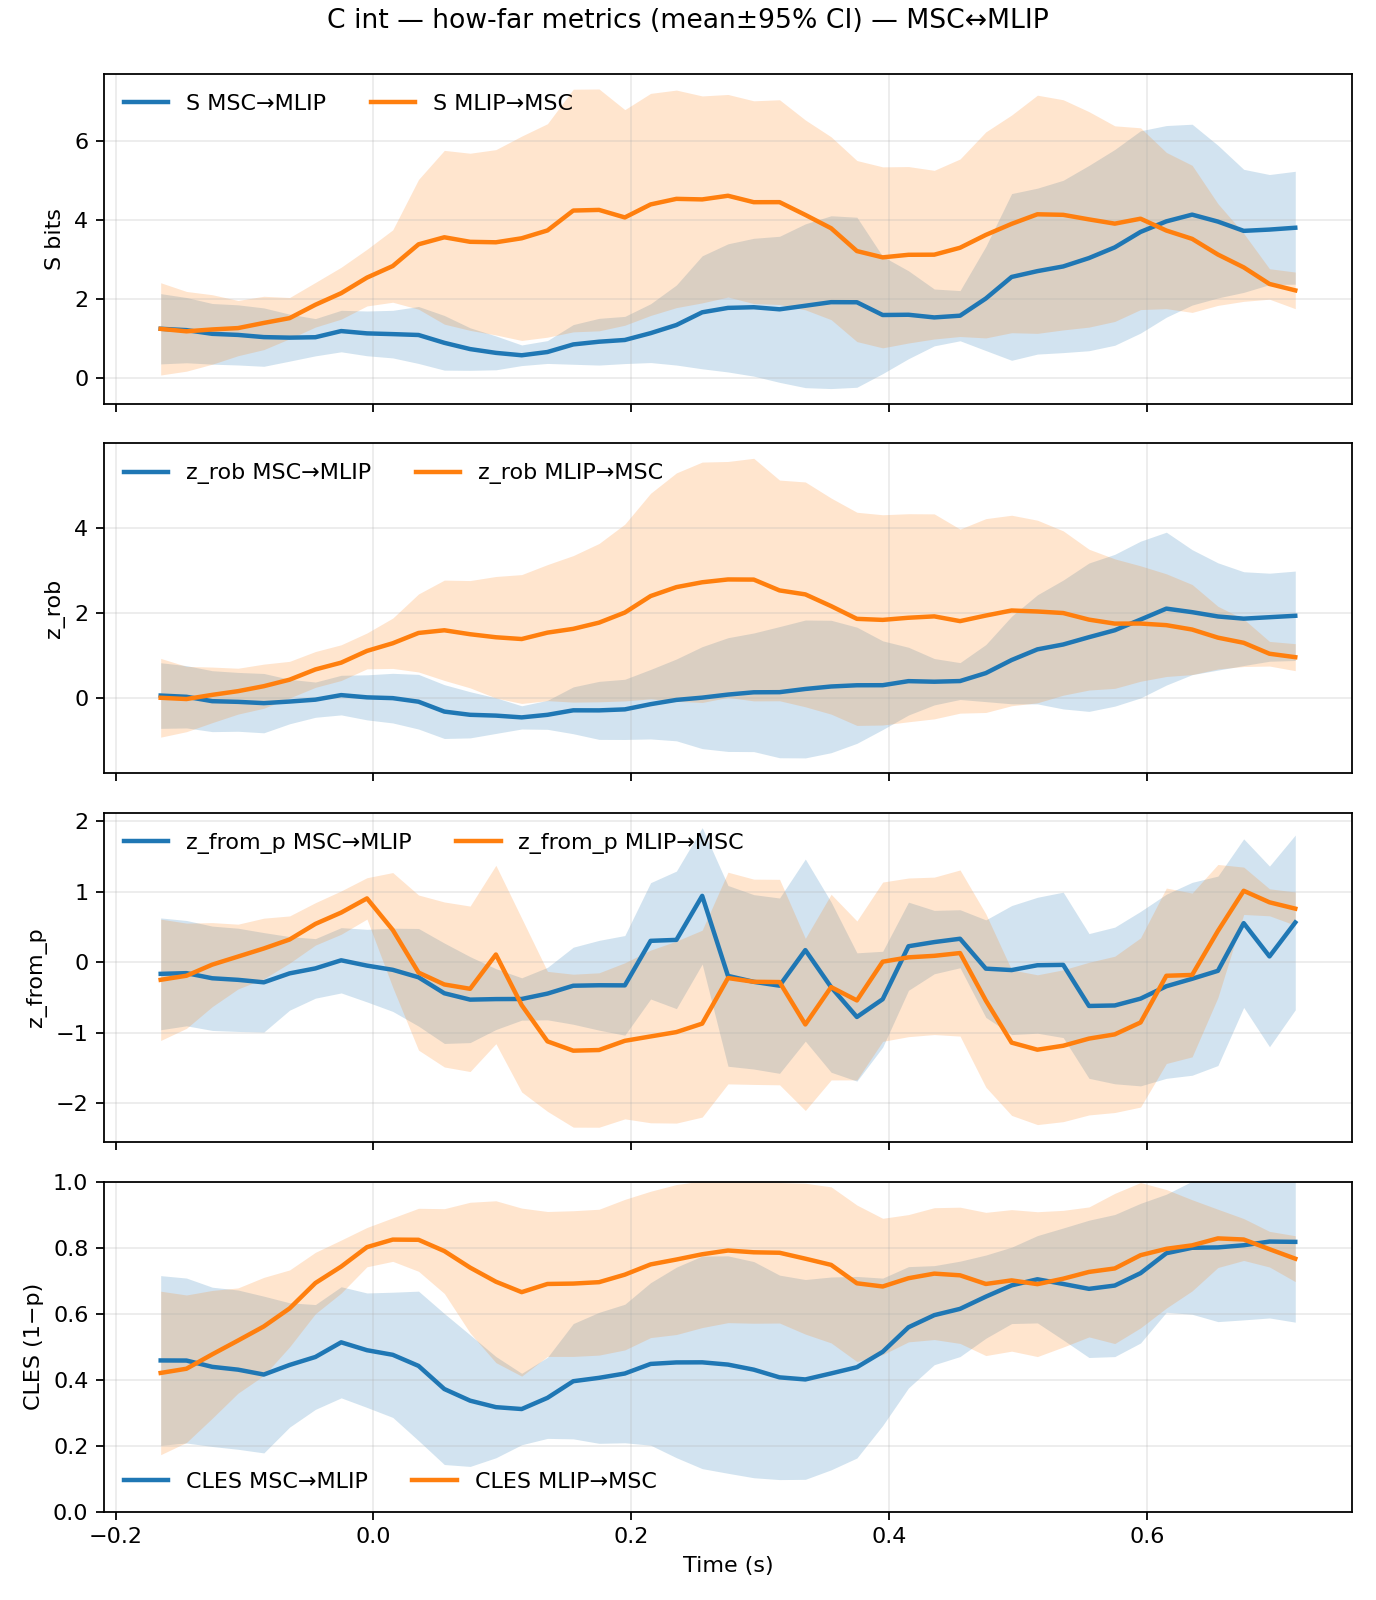 C int — how-far metrics (mean±95% CI) — MSC↔MLIP
S MSC→MLIP S MLIP→MSC
6
4
2
0
S bits
z_rob MSC→MLIP z_rob MLIP→MSC
4
2
0
z_rob
z_from_p MSC→MLIP z_from_p MLIP→MSC
2
1
0
−1
−2
z_from_p
1.0
0.8
0.6
0.4
0.2
0.0
CLES (1−p)
CLES MSC→MLIP CLES MLIP→MSC
−0.2 0.0 0.2 0.4 0.6
Time (s)